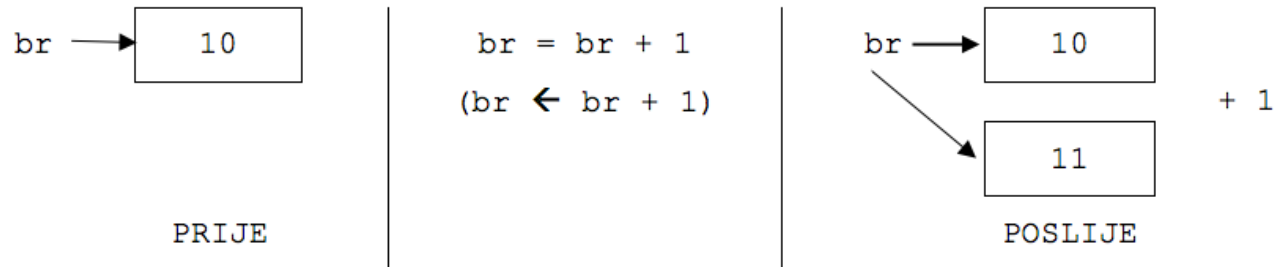 br 10
br = br + 1
(br ← br + 1)
br 10
+ 1
11
PRIJE
POSLIJE